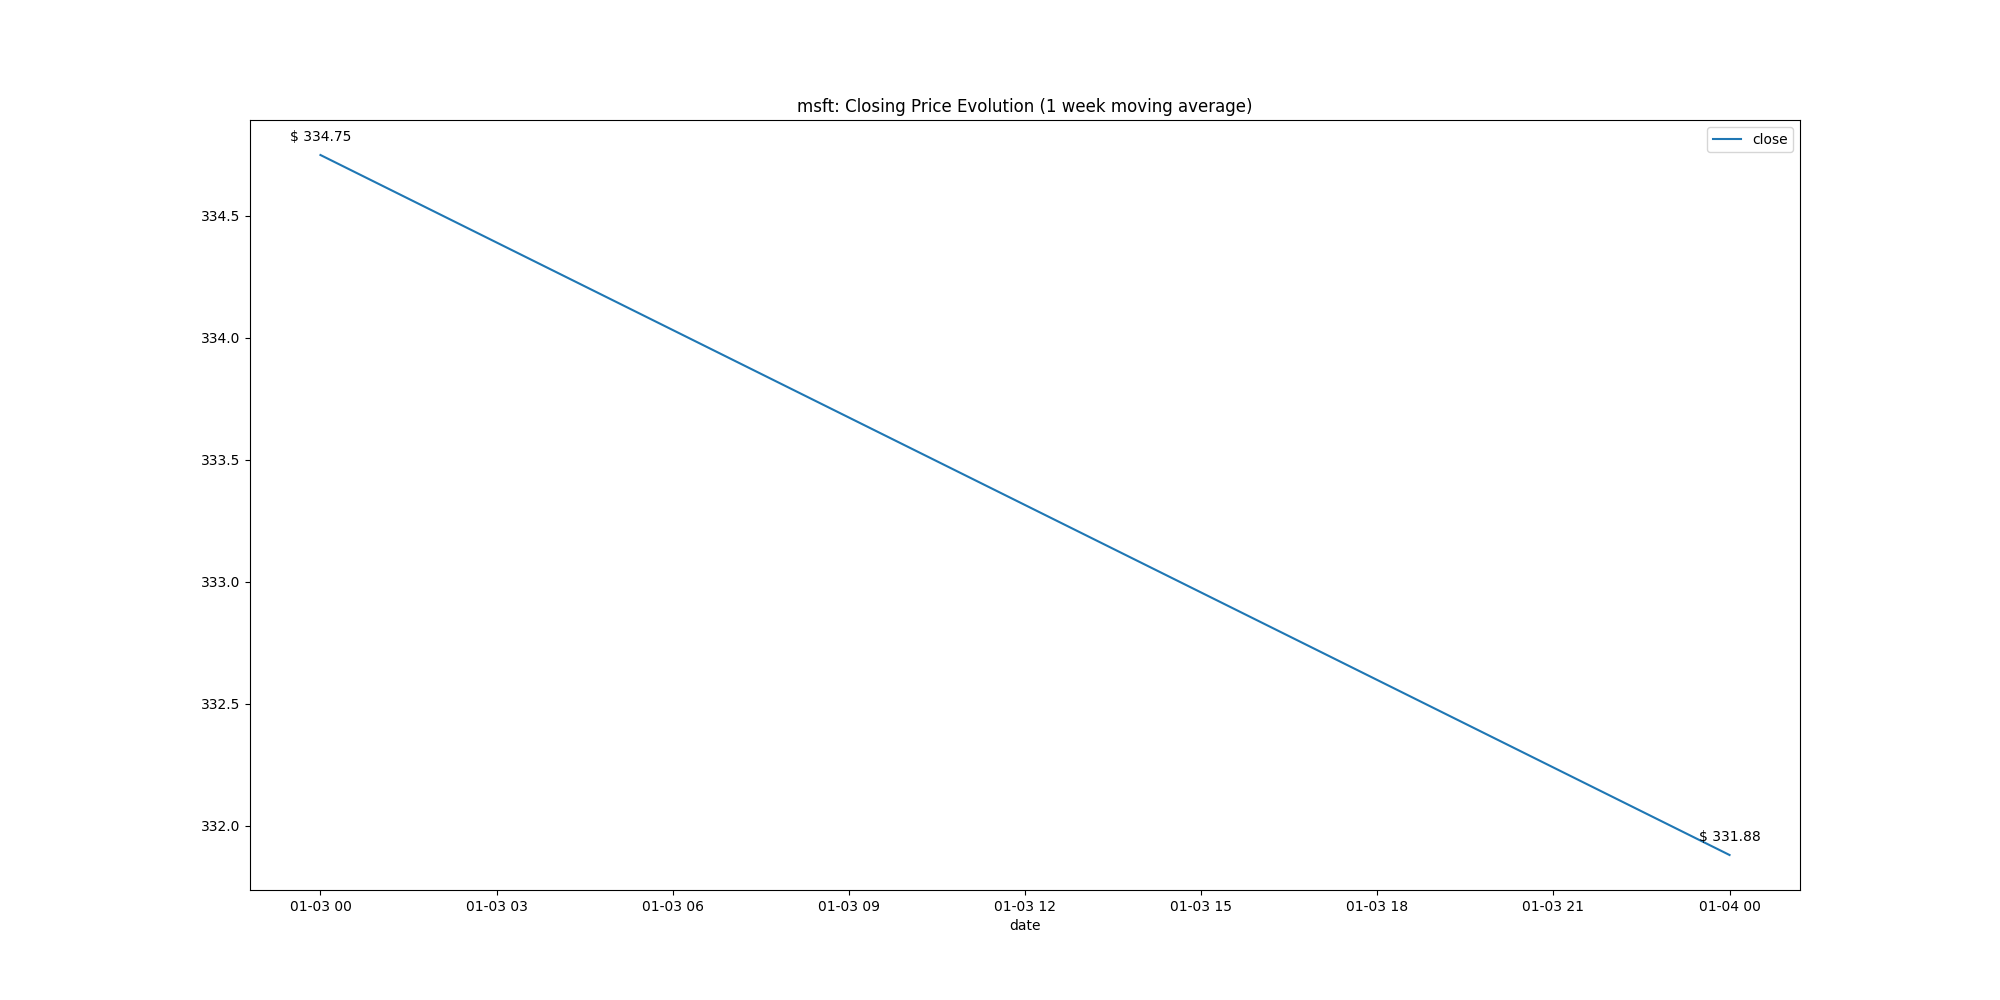 msft: Closing Price Evolution (1 week moving average)
$ 334.75
close
334.5
334.0
333.5
333.0
332.5
332.0
$ 331.88
01-03 00 01-03 03 01-03 06 01-03 09 01-03 12 01-03 15 01-03 18 01-03 21 01-04 00
date